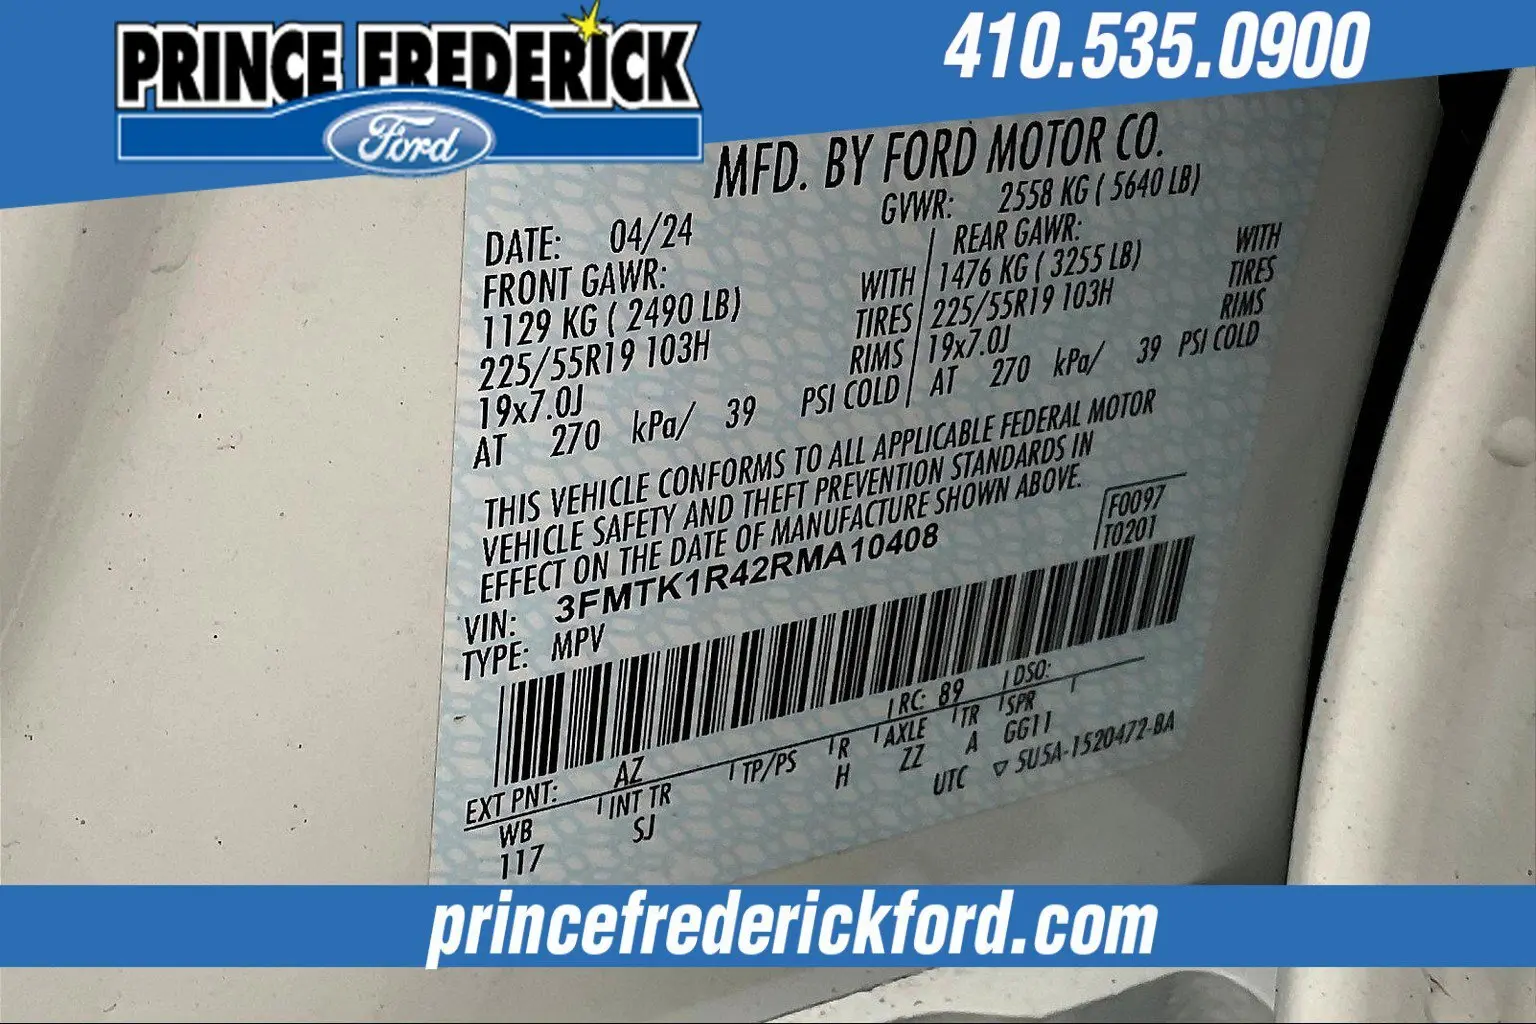 PRINCE FREDERICK
Ford
410.535.0900
MFD. BY FORD MOTOR CO.
DATE: 04/24 GVWR: 2558 KG ( 5640 LB)
FRONT GAWR: REAR GAWR:
1129 KG ( 2490 LB) WITH 1476 KG ( 3255 LB) WITH
225/55R19 103H TIRES 225/55R19 103H TIRES
19x7.0J RIMS 19x7.0J RIMS
AT 270 kPa/ 39 PSI COLD AT 270 kPa/ 39 PSI COLD
THIS VEHICLE CONFORMS TO ALL APPLICABLE FEDERAL MOTOR
VEHICLE SAFETY AND THEFT PREVENTION STANDARDS IN
EFFECT ON THE DATE OF MANUFACTURE SHOWN ABOVE.
F0097
T0201
VIN: 3FMTK1R42RMA10408
TYPE: MPV
EXT PNT: AZ RC: 89 DSO:
WB INT TR TP/PS R AXLE TR SPR
117 SJ H ZZ A GG11
UTC ▽ 5U5A-1520472-BA
princefrederickford.com